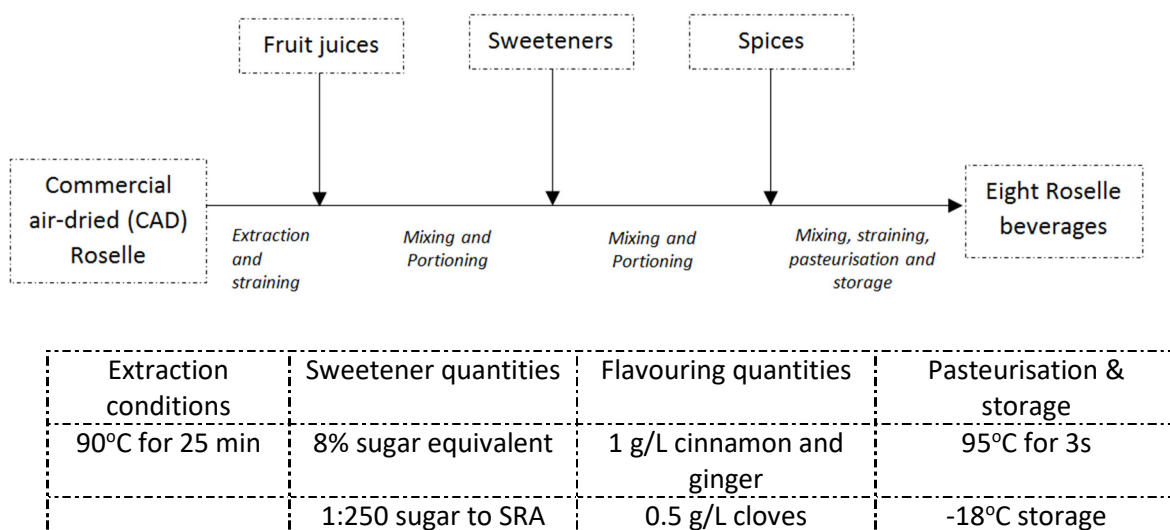 Fruit juices
Sweeteners
Spices
Commercial
air-dried (CAD)
Roselle
Eight Roselle
beverages
Extraction
and
straining
Mixing and
Portioning
Mixing and
Portioning
Mixing, straining,
pasteurisation and
storage
Extraction
conditions
Sweetener quantities
Flavouring quantities
Pasteurisation &
storage
90°C for 25 min
8% sugar equivalent
1 g/L cinnamon and
ginger
95°C for 3s
1:250 sugar to SRA
0.5 g/L cloves
-18°C storage